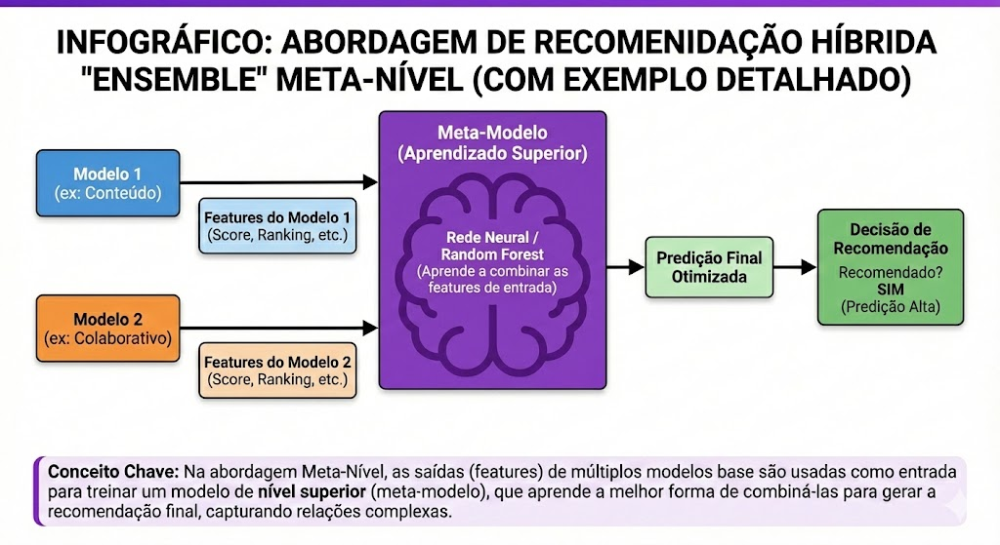 INFOGRÁFICO: ABORDAGEM DE RECOMENIDAÇÃO HÍBRIDA
"ENSEMBLE" META-NÍVEL (COM EXEMPLO DETALHADO)
Modelo 1
(ex: Conteúdo)
Features do Modelo 1
(Score, Ranking, etc.)
Modelo 2
(ex: Colaborativo)
Features do Modelo 2
(Score, Ranking, etc.)
Meta-Modelo
(Aprendizado Superior)
Rede Neural /
Random Forest
(Aprende a combinar as
features de entrada)
Predição Final
Otimizada
Decisão de
Recomendação
Recomendado?
SIM
(Predição Alta)
Conceito Chave: Na abordagem Meta-Nível, as saídas (features) de múltiplos modelos base são usadas como entrada
para treinar um modelo de nível superior (meta-modelo), que aprende a melhor forma de combiná-las para gerar a
recomendação final, capturando relações complexas.